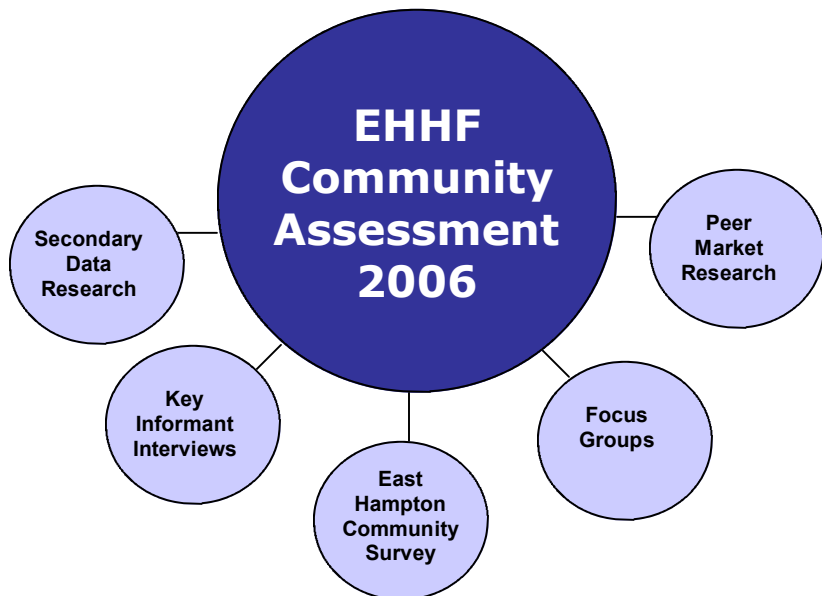 EHHF
Community
Assessment
2006
Secondary
Data
Research
Key
Informant
Interviews
East
Hampton
Community
Survey
Focus
Groups
Peer
Market
Research